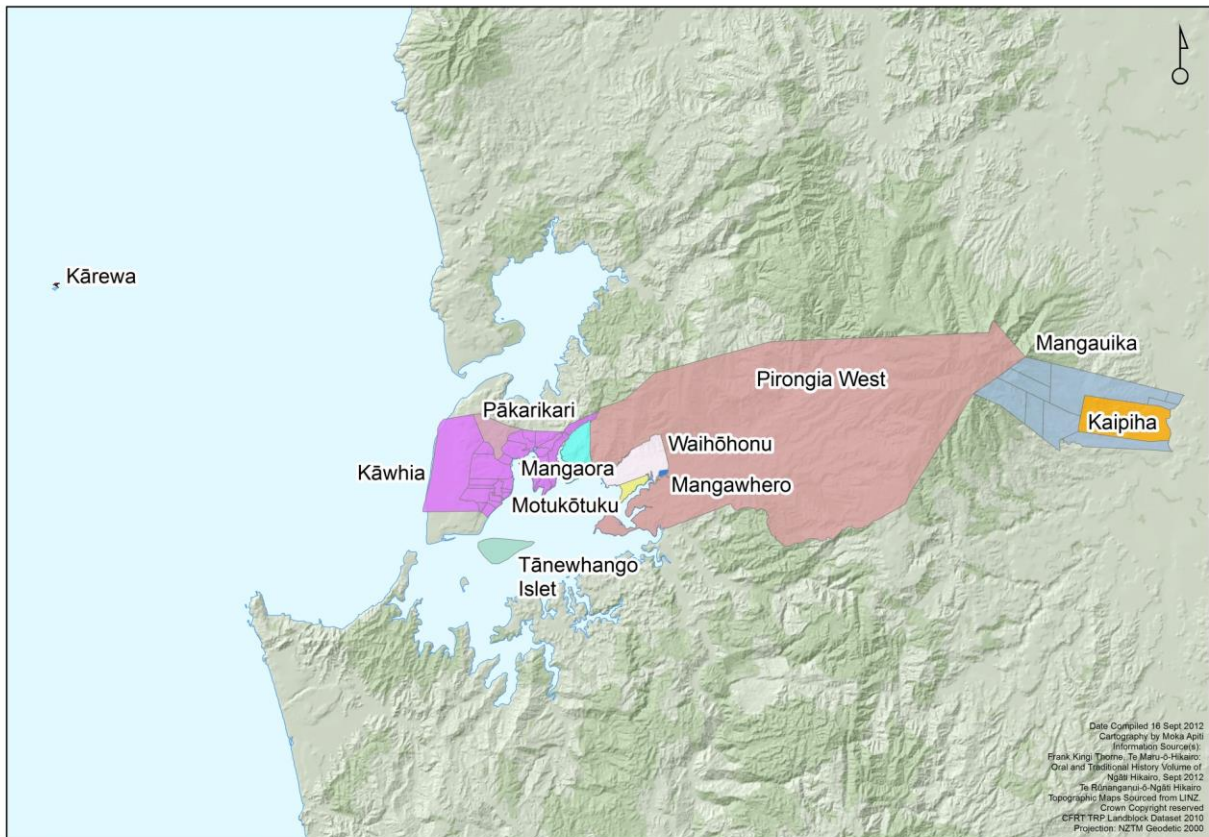 Kārewa
Mangauika
Pirongia West
Pākarikari
Kaipiha
Waihōhonu
Kāwhia
Mangaora
Mangawhero
Motukōtuku
Tānewhango
Islet
Date Compiled 16 Sept 2012
Cartography by Moka Apiti
Information Source(s):
Frank Kingi Thorne, Te Maru-ō-Hikairo:
Oral and Traditional History Volume of
Ngāti Hikairo, Sept 2012
Te Rūnanganui-ō-Ngāti Hikairo
Topographic Maps Sourced from LINZ.
Crown Copyright reserved
CFRT TRP Landblock Dataset 2010
Projection: NZTM Geodetic 2000